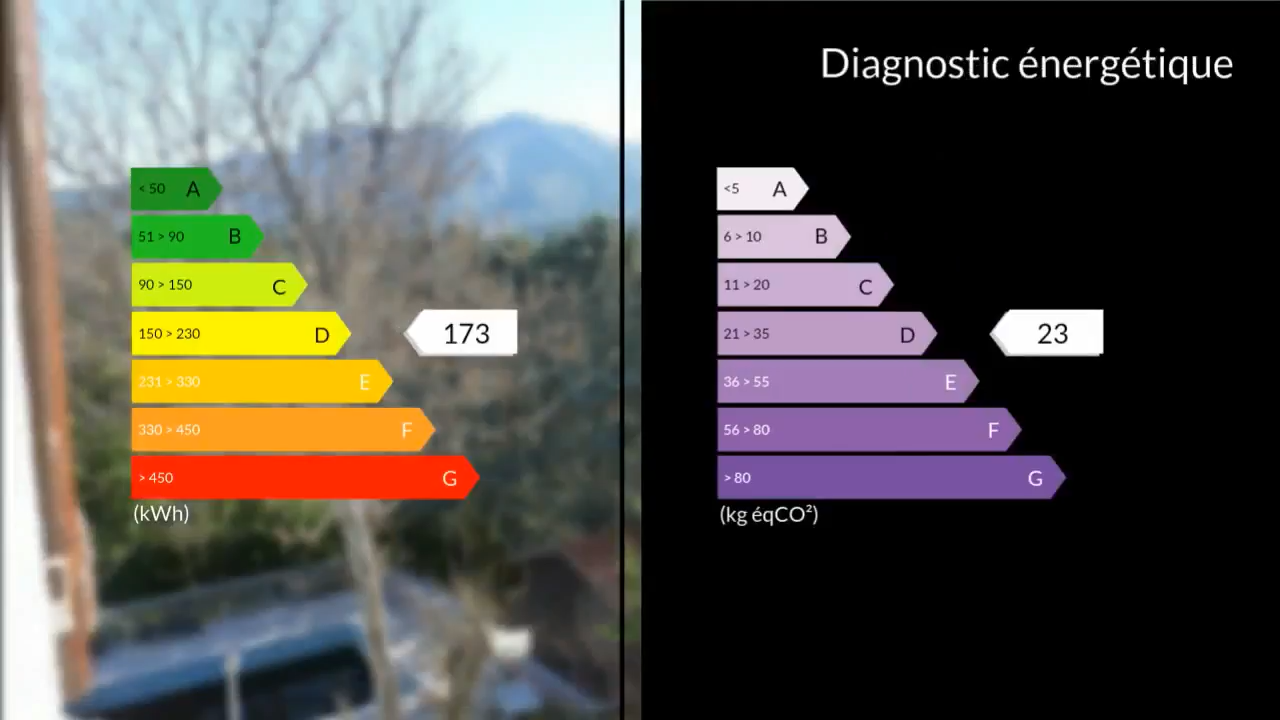 Diagnostic énergétique
< 50 A
51 > 90 B
90 > 150 C
150 > 230 D
173
231 > 330 E
330 > 450 F
> 450 G
(kWh)
<5 A
6 > 10 B
11 > 20 C
21 > 35 D
23
36 > 55 E
56 > 80 F
> 80 G
(kg éqCO²)